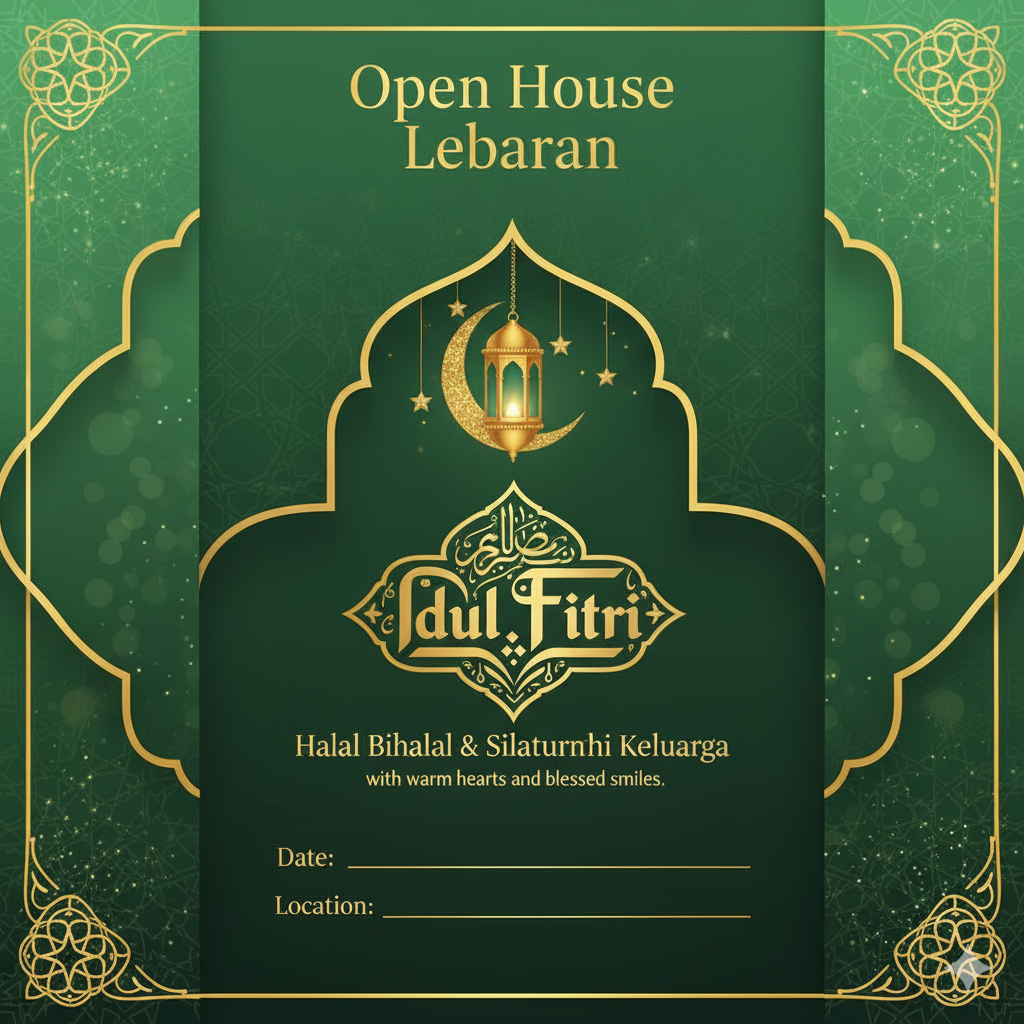 Open House
Lebaran
Idul Fitri
Halal Bihalal & Silaturnhi Keluarga
with warm hearts and blessed smiles.
Date:
Location: